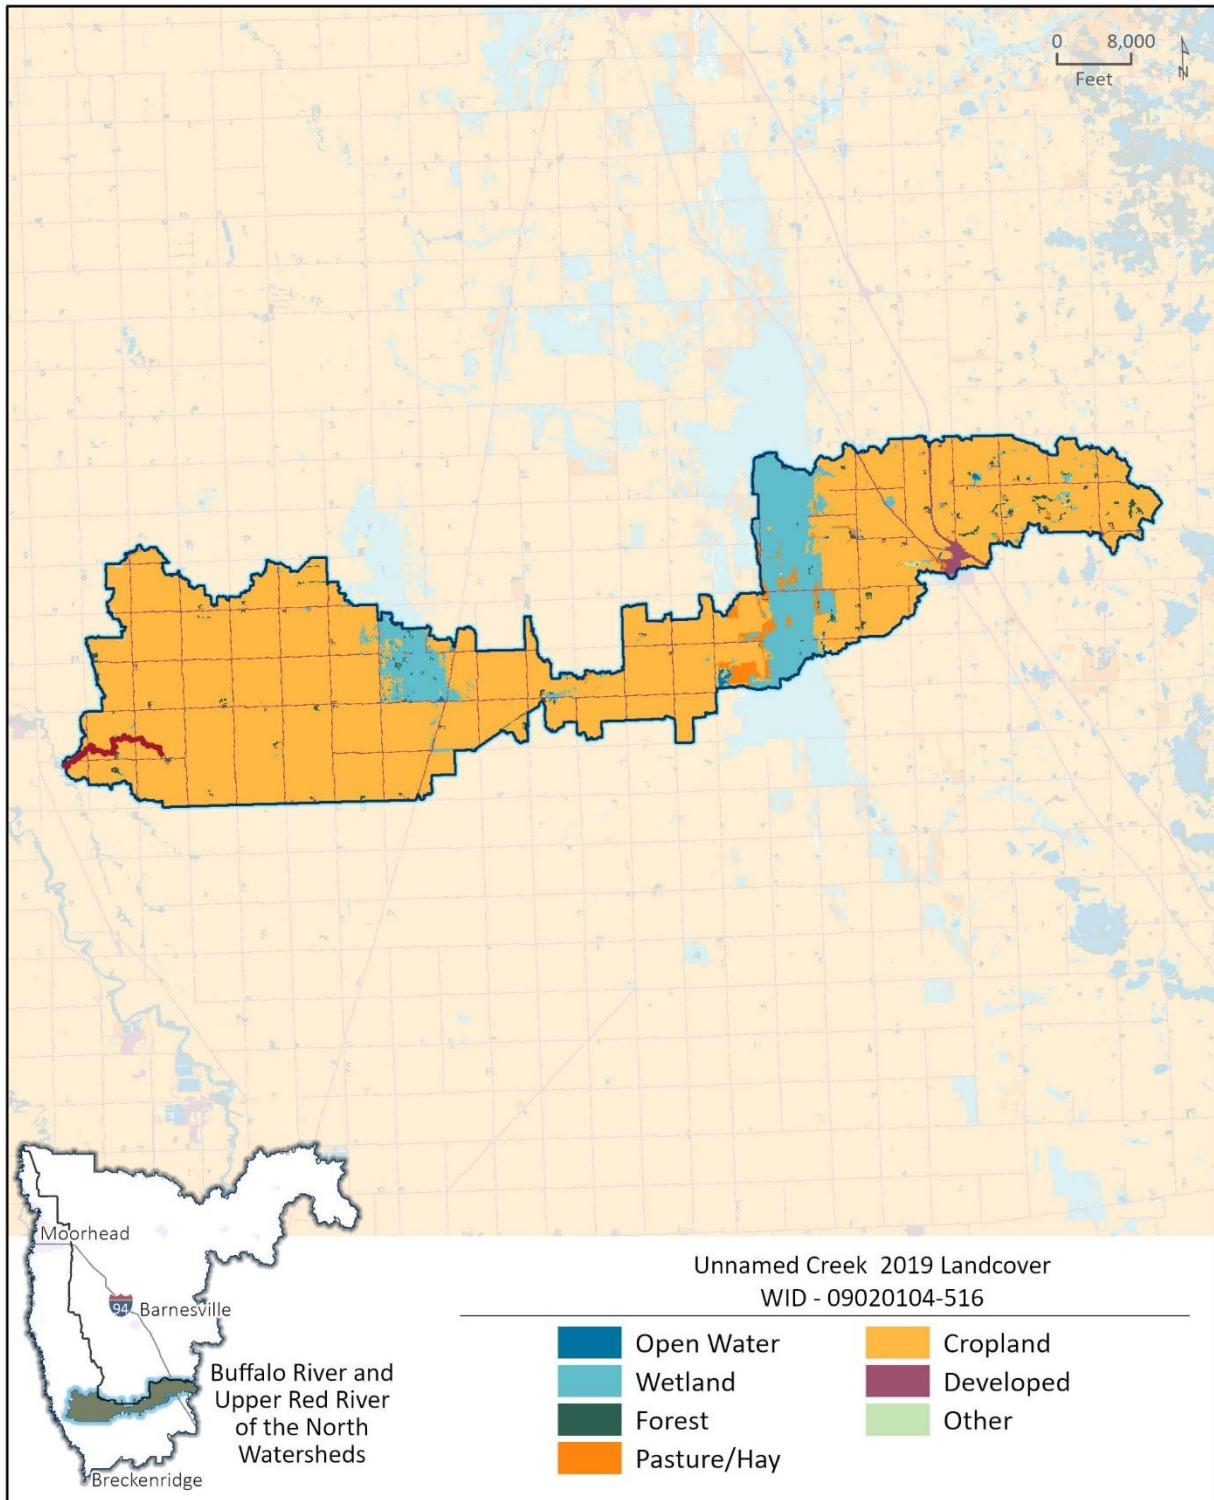 0 8,000
Feet
N
Moorhead
94
Barnesville
Buffalo River and
Upper Red River
of the North
Watersheds
Breckenridge
Unnamed Creek 2019 Landcover
WID - 09020104-516
Open Water
Wetland
Forest
Pasture/Hay
Cropland
Developed
Other